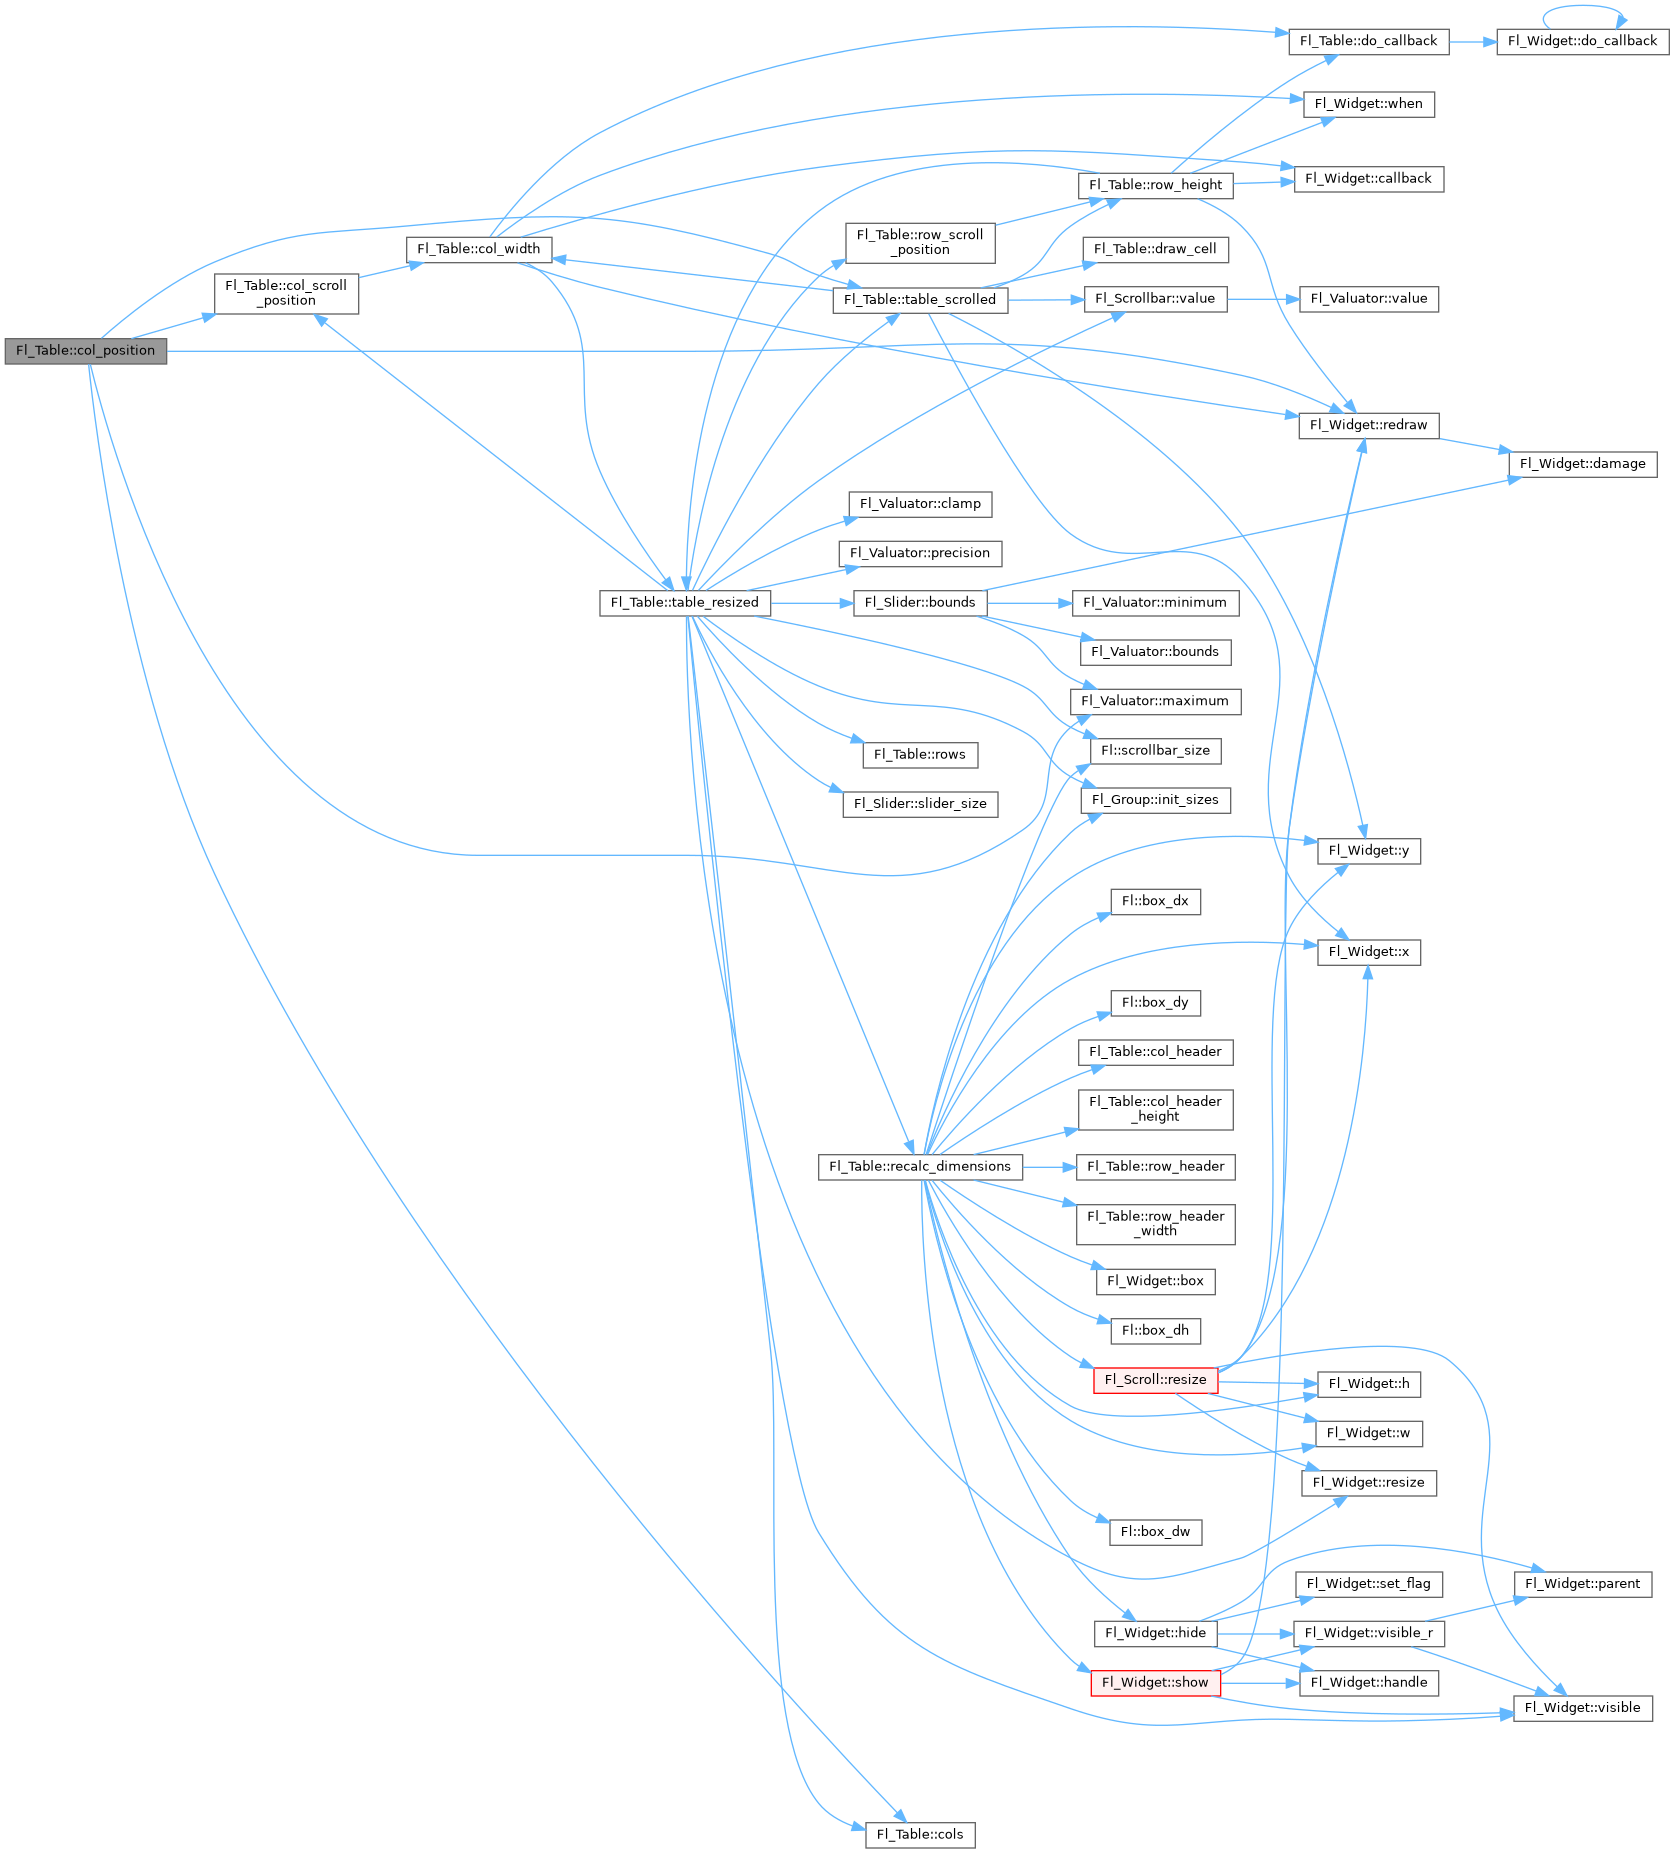 Fl_Table::do_callback
Fl_Widget::do_callback
Fl_Widget::when
Fl_Widget::callback
Fl_Table::row_height
Fl_Table::row_scroll
_position
Fl_Table::col_width
Fl_Table::draw_cell
Fl_Table::col_scroll
_position
Fl_Table::table_scrolled
Fl_Scrollbar::value
Fl_Valuator::value
Fl_Table::col_position
Fl_Widget::redraw
Fl_Widget::damage
Fl_Valuator::clamp
Fl_Valuator::precision
Fl_Table::table_resized
Fl_Slider::bounds
Fl_Valuator::minimum
Fl_Valuator::bounds
Fl_Valuator::maximum
Fl_Table::rows
Fl::scrollbar_size
Fl_Slider::slider_size
Fl_Group::init_sizes
Fl_Widget::y
Fl::box_dx
Fl_Widget::x
Fl::box_dy
Fl_Table::col_header
Fl_Table::col_header
_height
Fl_Table::recalc_dimensions
Fl_Table::row_header
Fl_Table::row_header
_width
Fl_Widget::box
Fl::box_dh
Fl_Scroll::resize
Fl_Widget::h
Fl_Widget::w
Fl_Widget::resize
Fl::box_dw
Fl_Widget::set_flag
Fl_Widget::parent
Fl_Widget::hide
Fl_Widget::visible_r
Fl_Widget::show
Fl_Widget::handle
Fl_Widget::visible
Fl_Table::cols